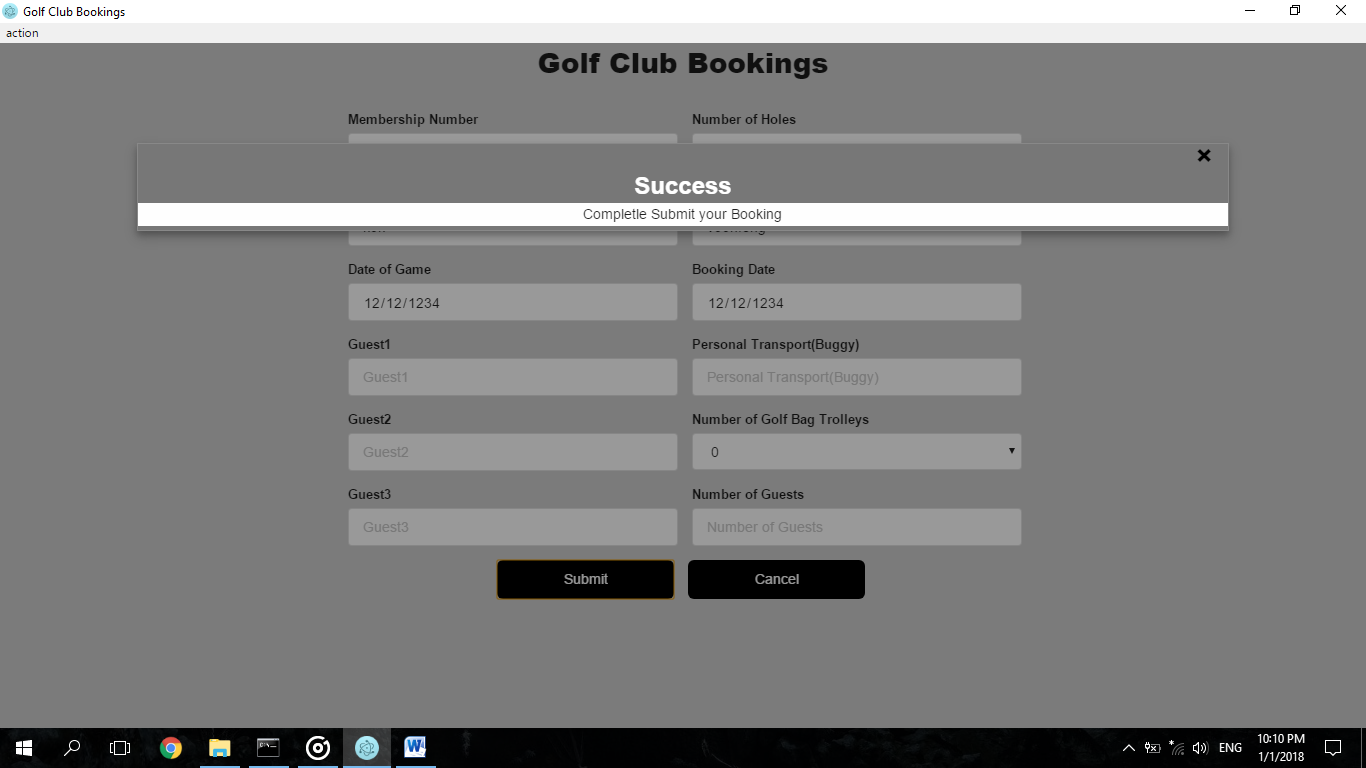 Golf Club Bookings
action
Golf Club Bookings
Membership Number Number of Holes
Success
Completle Submit your Booking
Date of Game Booking Date
12/12/1234 12/12/1234
Guest1 Personal Transport(Buggy)
Guest1 Personal Transport(Buggy)
Guest2 Number of Golf Bag Trolleys
Guest2 0
Guest3 Number of Guests
Guest3 Number of Guests
Submit Cancel
ENG
10:10 PM
1/1/2018